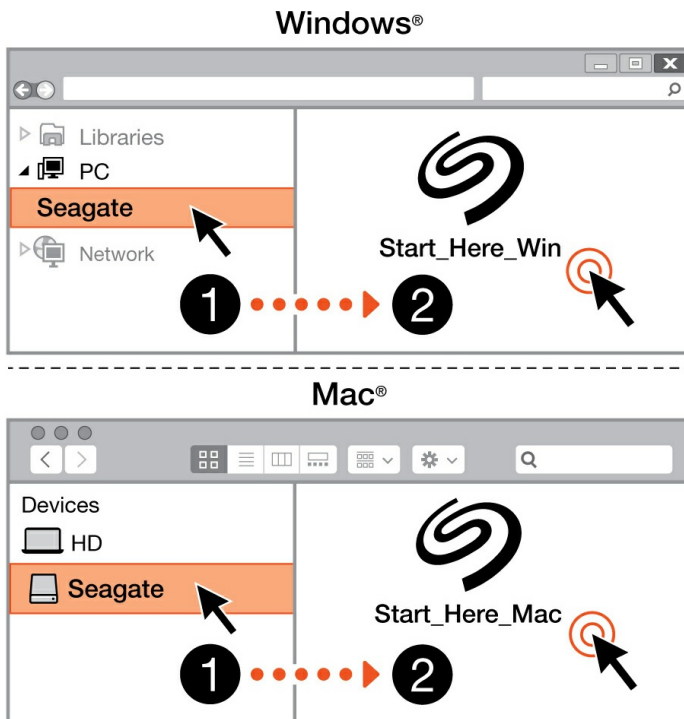 Windows®
Libraries
PC
Seagate
Network
Start_Here_Win
1
2
Mac®
Devices
HD
Seagate
Start_Here_Mac
1
2